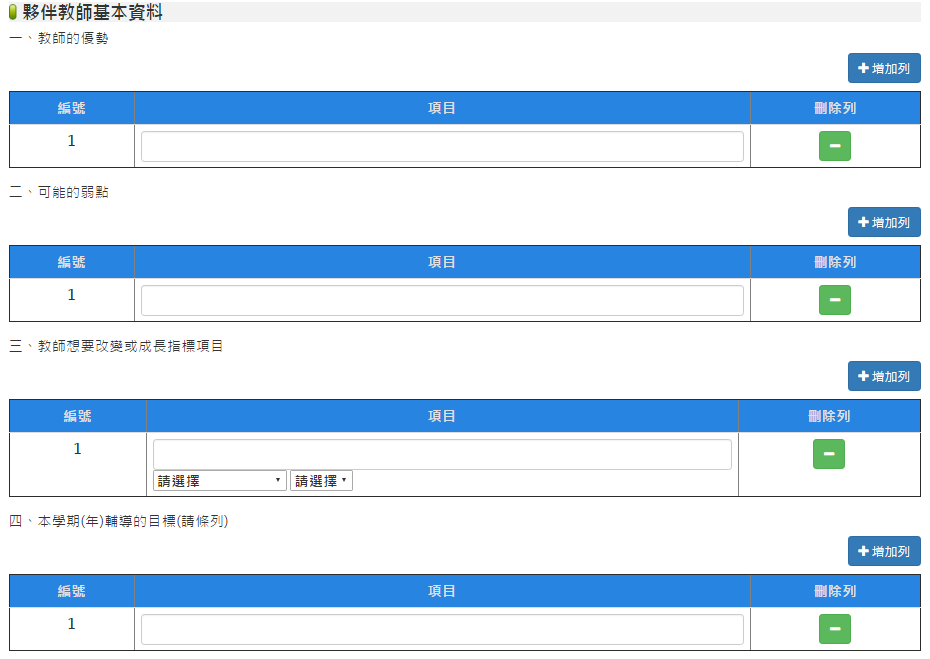 夥伴教師基本資料
一、教師的優勢
增加列
編號 項目 刪除列
1
二、可能的弱點
增加列
編號 項目 刪除列
1
三、教師想要改變或成長指標項目
增加列
編號 項目 刪除列
1
請選擇 請選擇
四、本學期(年)輔導的目標(請條列)
增加列
編號 項目 刪除列
1